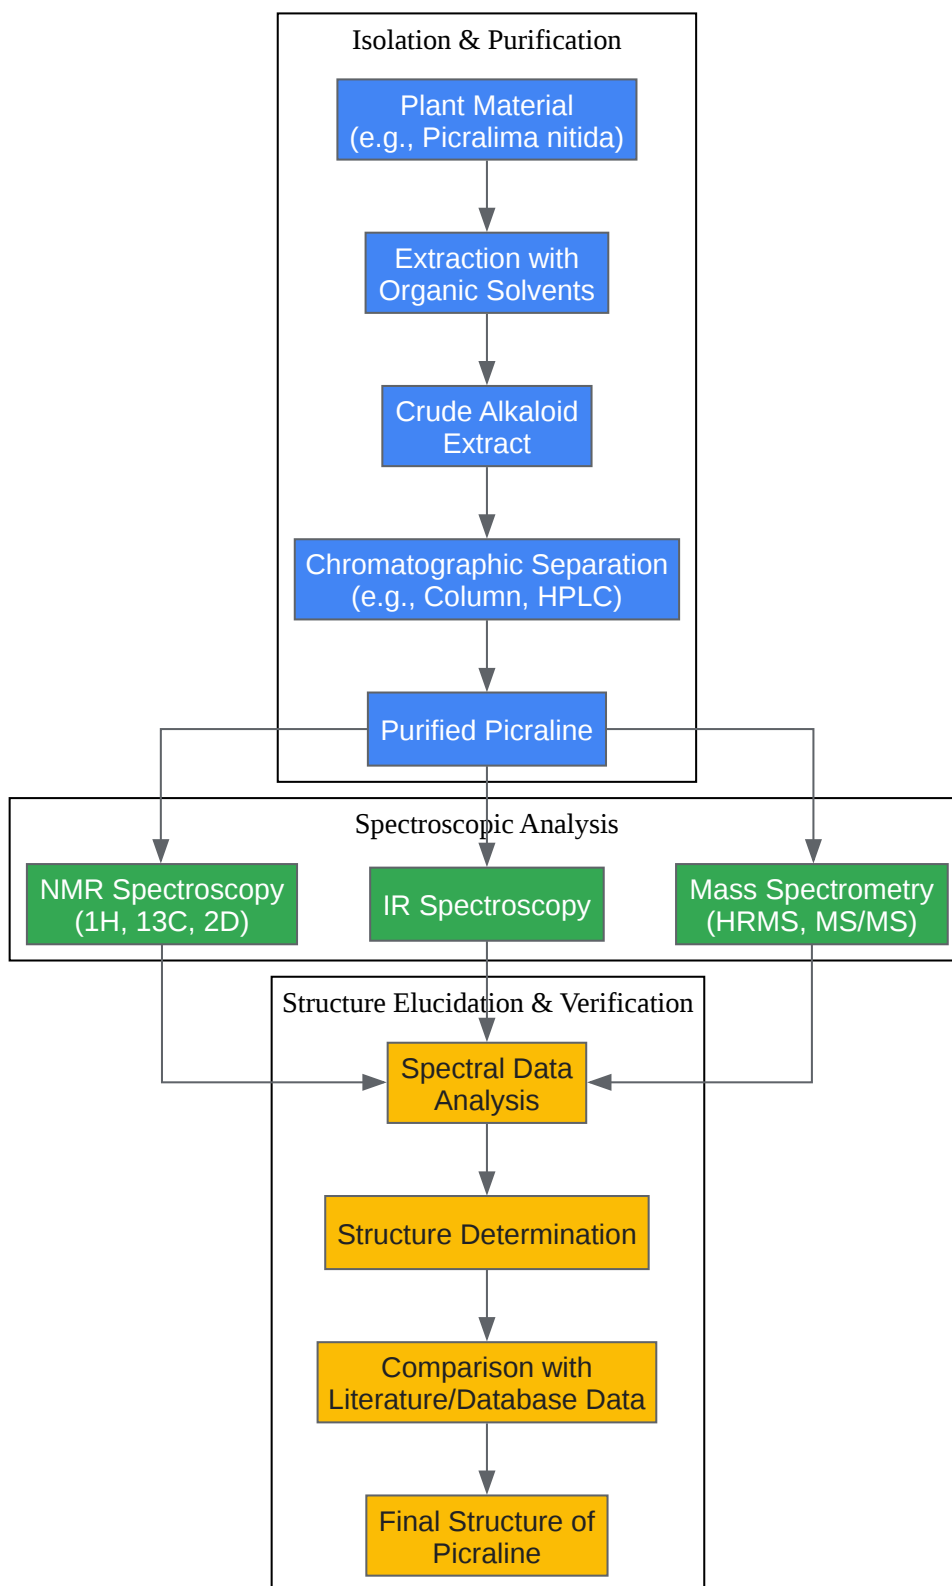 Isolation & Purification
Plant Material
(e.g., Picralima nitida)
Extraction with
Organic Solvents
Crude Alkaloid
Extract
Chromatographic Separation
(e.g., Column, HPLC)
Purified Picraline
Spectroscopic Analysis
NMR Spectroscopy
(1H, 13C, 2D)
IR Spectroscopy
Mass Spectrometry
(HRMS, MS/MS)
Structure Elucidation & Verification
Spectral Data
Analysis
Structure Determination
Comparison with
Literature/Database Data
Final Structure of
Picraline